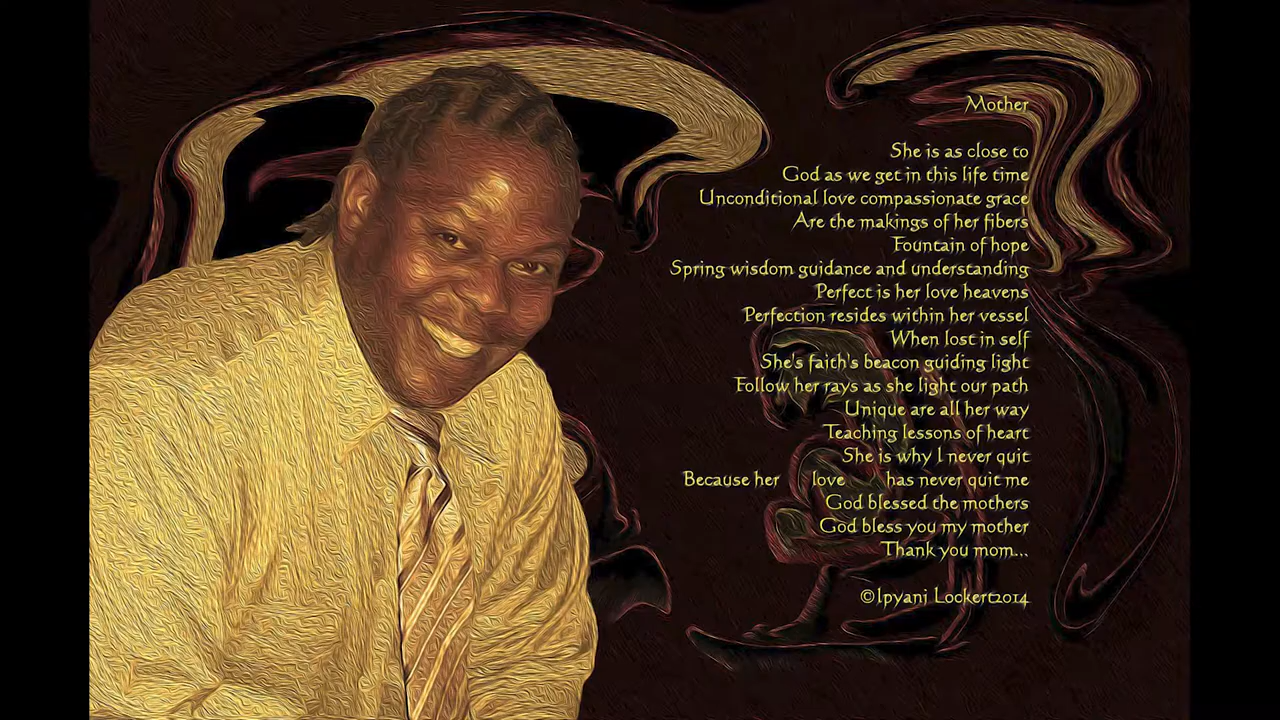 Mother
She is as close to
God as we get in this life time
Unconditional love compassionate grace
Are the makings of her fibers
Fountain of hope
Spring wisdom guidance and understanding
Perfect is her love heavens
Perfection resides within her vessel
When lost in self
She's faith's beacon guiding light
Follow her rays as she light our path
Unique are all her way
Teaching lessons of heart
She is why I never quit
Because her love has never quit me
God blessed the mothers
God bless you my mother
Thank you mom...
©Ipyani Lockert2014